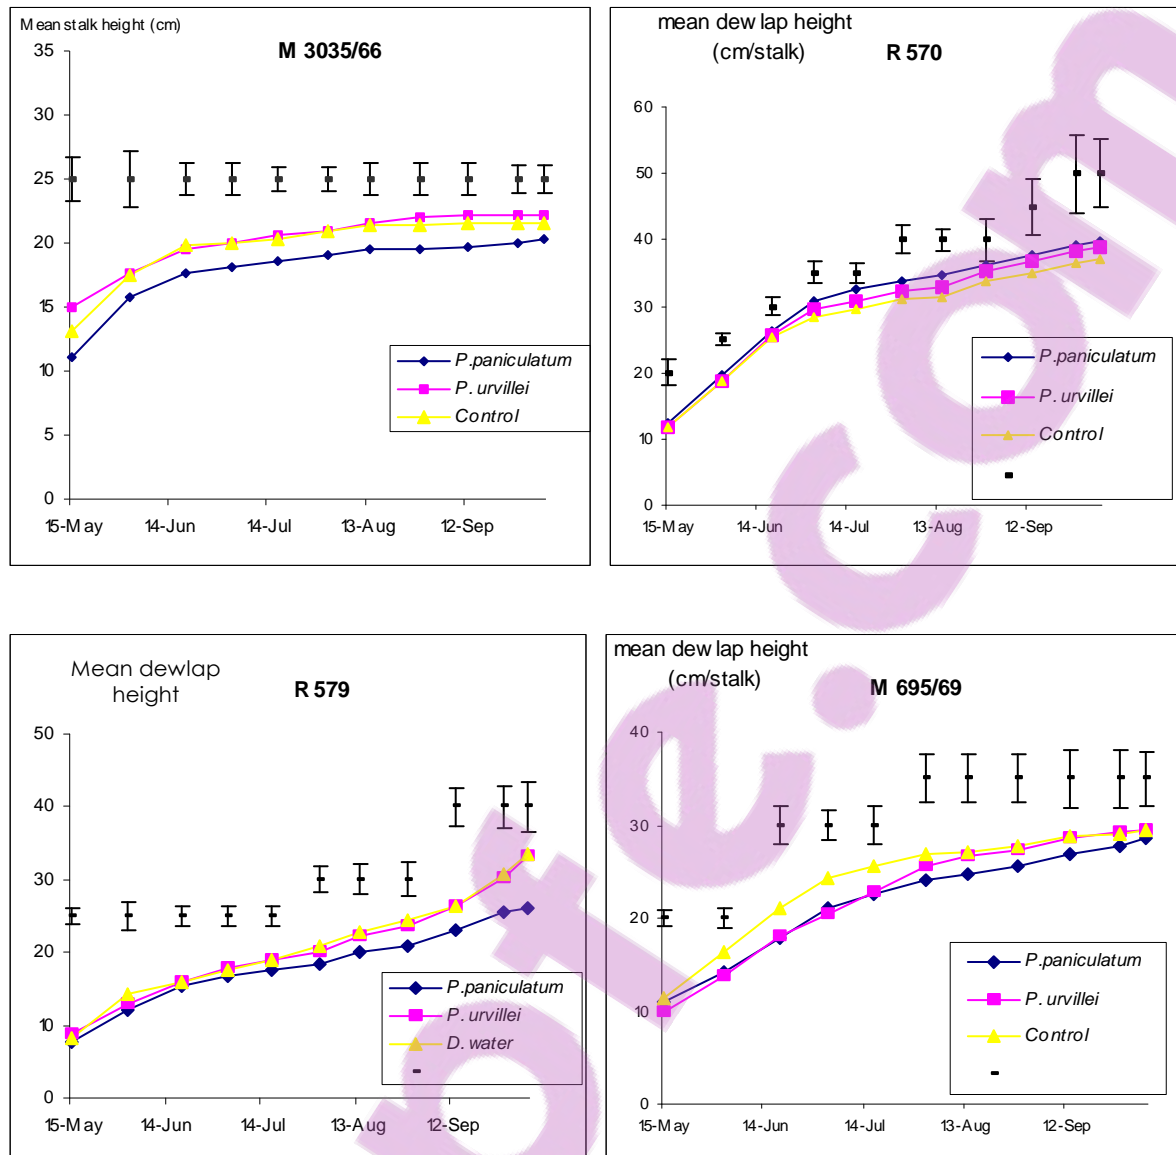 Mean stalk height (cm)
M 3035/66
35
30
25
20
15
10
5
0
15-May 14-Jun 14-Jul 13-Aug 12-Sep
P.paniculatum
P. urvillei
Control
mean dew lap height
(cm/stalk)
R 570
60
50
40
30
20
10
0
15-May 14-Jun 14-Jul 13-Aug 12-Sep
P.paniculatum
P. urvillei
Control
Mean dewlap
height
R 579
50
40
30
20
10
0
15-May 14-Jun 14-Jul 13-Aug 12-Sep
P.paniculatum
P. urvillei
D. water
mean dew lap height
(cm/stalk)
M 695/69
40
30
20
10
0
15-May 14-Jun 14-Jul 13-Aug 12-Sep
P.paniculatum
P. urvillei
Control